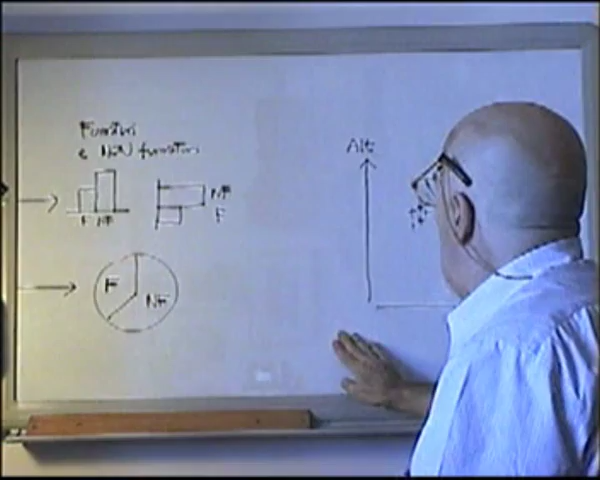 Fumatori
e NON fumatori
F NF
NF
F
F
NF
Alt